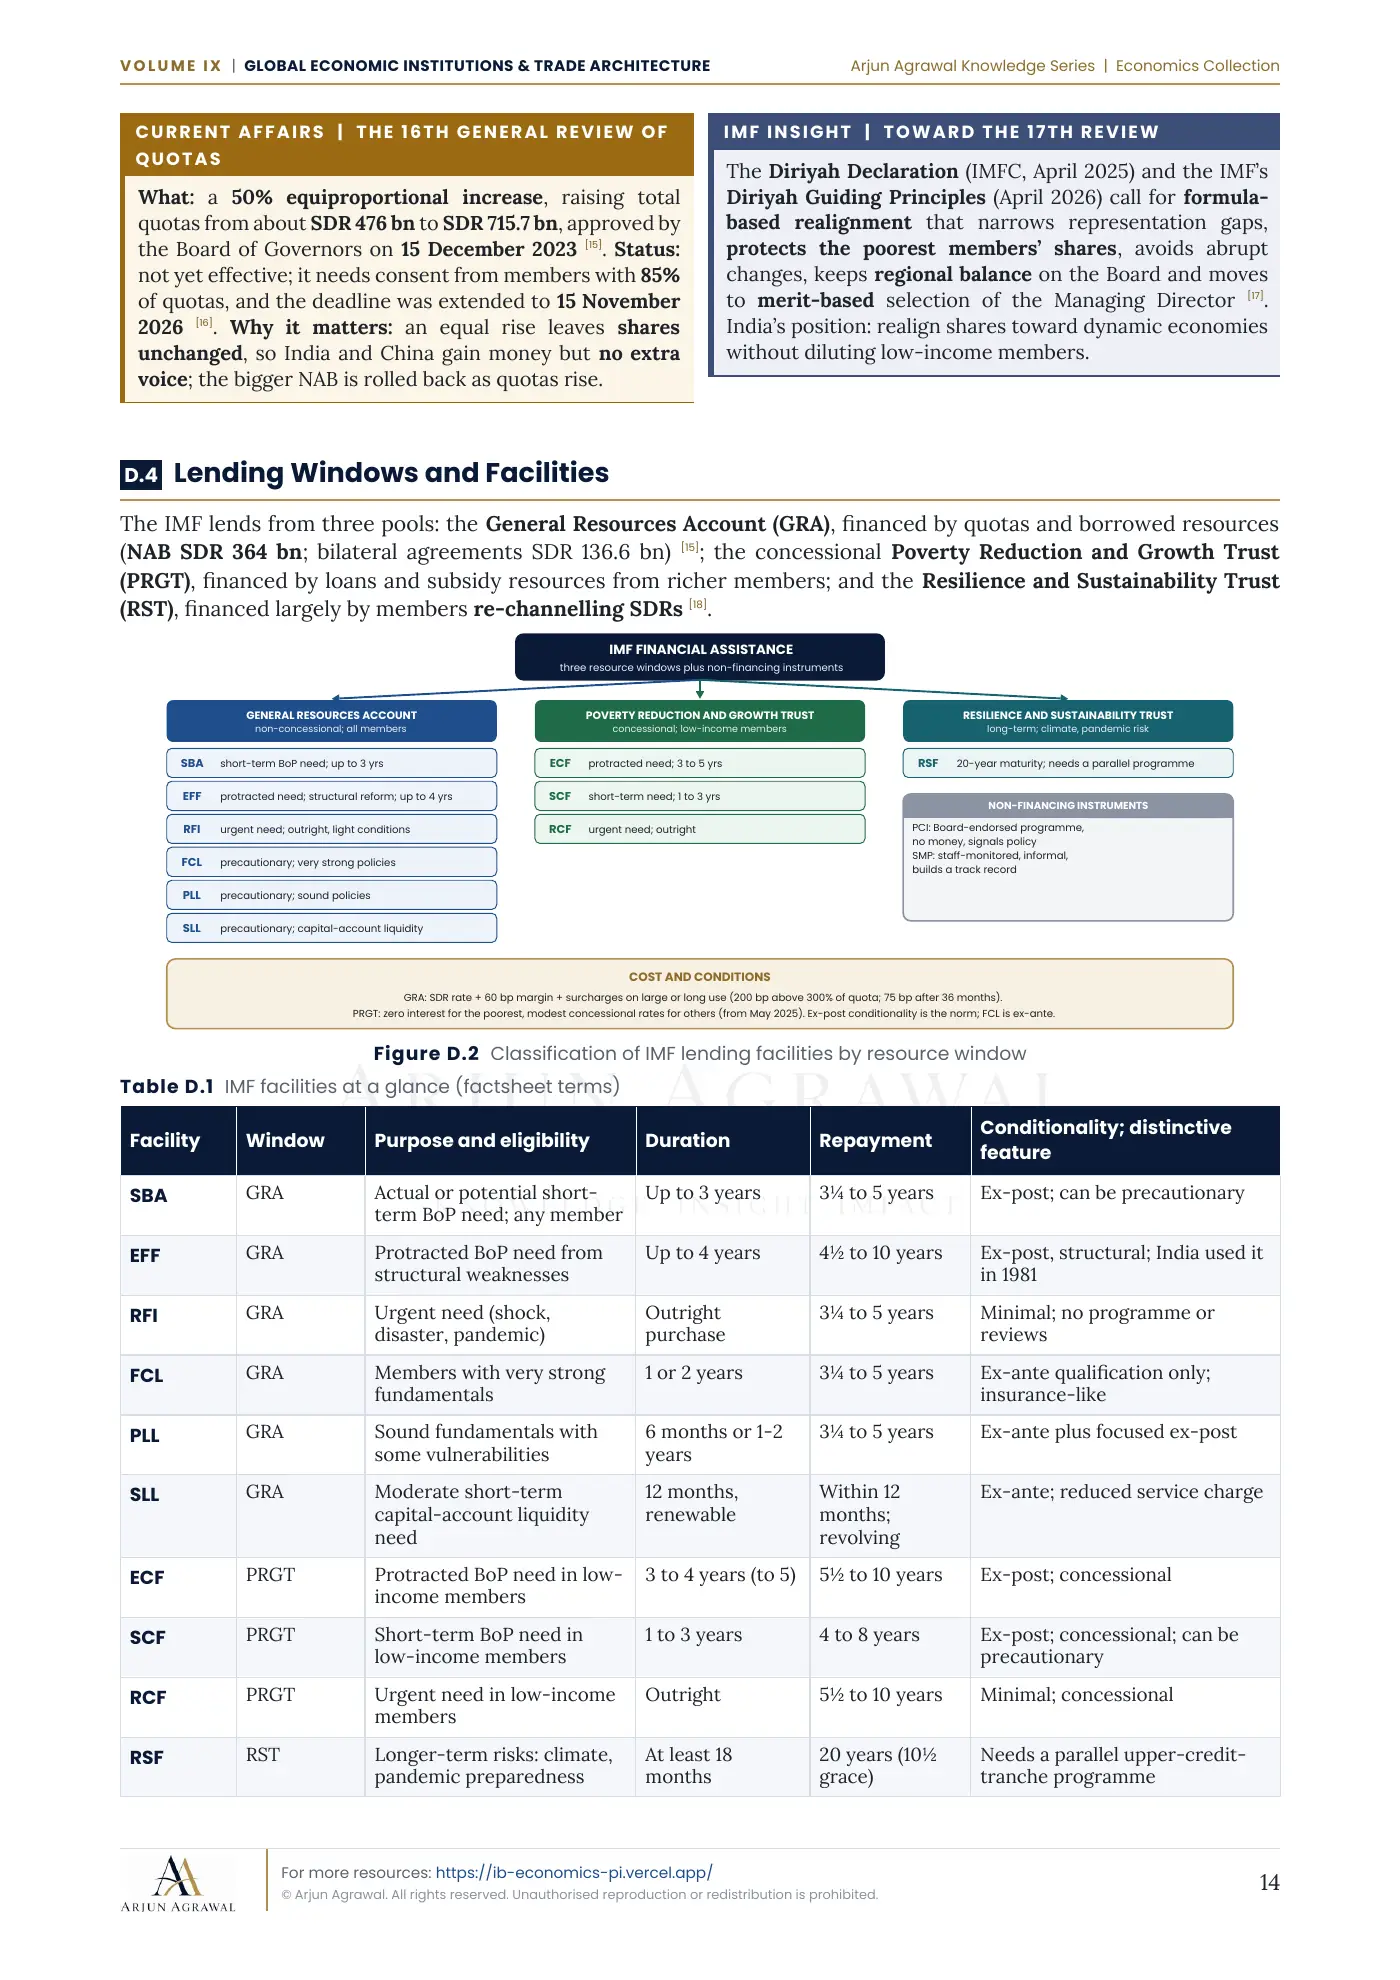 VOLUME IX | GLOBAL ECONOMIC INSTITUTIONS & TRADE ARCHITECTURE
Arjun Agrawal Knowledge Series | Economics Collection
CURRENT AFFAIRS | THE 16TH GENERAL REVIEW OF
QUOTAS
What: a 50% equiproportional increase, raising total
quotas from about SDR 476 bn to SDR 715.7 bn, approved by
the Board of Governors on 15 December 2023 [15]. Status:
not yet effective; it needs consent from members with 85%
of quotas, and the deadline was extended to 15 November
2026 [16]. Why it matters: an equal rise leaves shares
unchanged, so India and China gain money but no extra
voice; the bigger NAB is rolled back as quotas rise.
IMF INSIGHT | TOWARD THE 17TH REVIEW
The Diriyah Declaration (IMFC, April 2025) and the IMF's
Diriyah Guiding Principles (April 2026) call for formula-
based realignment that narrows representation gaps,
protects the poorest members' shares, avoids abrupt
changes, keeps regional balance on the Board and moves
to merit-based selection of the Managing Director [17].
India's position: realign shares toward dynamic economies
without diluting low-income members.
D.4 Lending Windows and Facilities
The IMF lends from three pools: the General Resources Account (GRA), financed by quotas and borrowed resources
(NAB SDR 364 bn; bilateral agreements SDR 136.6 bn) [15]; the concessional Poverty Reduction and Growth Trust
(PRGT), financed by loans and subsidy resources from richer members; and the Resilience and Sustainability Trust
(RST), financed largely by members re-channelling SDRs [18].
IMF FINANCIAL ASSISTANCE
three resource windows plus non-financing instruments
GENERAL RESOURCES ACCOUNT
non-concessional; all members
SBA short-term BoP need; up to 3 yrs
EFF protracted need; structural reform; up to 4 yrs
RFI urgent need; outright, light conditions
FCL precautionary; very strong policies
PLL precautionary; sound policies
SLL precautionary; capital-account liquidity
POVERTY REDUCTION AND GROWTH TRUST
concessional; low-income members
ECF protracted need; 3 to 5 yrs
SCF short-term need; 1 to 3 yrs
RCF urgent need; outright
RESILIENCE AND SUSTAINABILITY TRUST
long-term; climate, pandemic risk
RSF 20-year maturity; needs a parallel programme
NON-FINANCING INSTRUMENTS
PCI: Board-endorsed programme,
no money, signals policy
SMP: staff-monitored, informal,
builds a track record
COST AND CONDITIONS
GRA: SDR rate + 60 bp margin + surcharges on large or long use (200 bp above 300% of quota; 75 bp after 36 months).
PRGT: zero interest for the poorest, modest concessional rates for others (from May 2025). Ex-post conditionality is the norm; FCL is ex-ante.
Figure D.2 Classification of IMF lending facilities by resource window
Table D.1 IMF facilities at a glance (factsheet terms)
ARJUN AGRAWAL
INSIGHT IMPACT
Facility Window Purpose and eligibility Duration Repayment Conditionality; distinctive
feature
SBA GRA Actual or potential short- Up to 3 years 3¼ to 5 years Ex-post; can be precautionary
term BoP need; any member
EFF GRA Protracted BoP need from Up to 4 years 4½ to 10 years Ex-post, structural; India used it
structural weaknesses in 1981
RFI GRA Urgent need (shock, Outright 3¼ to 5 years Minimal; no programme or
disaster, pandemic) purchase reviews
FCL GRA Members with very strong 1 or 2 years 3¼ to 5 years Ex-ante qualification only;
fundamentals insurance-like
PLL GRA Sound fundamentals with 6 months or 1-2 3¼ to 5 years Ex-ante plus focused ex-post
some vulnerabilities years
SLL GRA Moderate short-term 12 months, Within 12 Ex-ante; reduced service charge
capital-account liquidity renewable months;
need revolving
ECF PRGT Protracted BoP need in low- 3 to 4 years (to 5) 5½ to 10 years Ex-post; concessional
income members
SCF PRGT Short-term BoP need in 1 to 3 years 4 to 8 years Ex-post; concessional; can be
low-income members precautionary
RCF PRGT Urgent need in low-income Outright 5½ to 10 years Minimal; concessional
members
RSF RST Longer-term risks: climate, At least 18 20 years (10½ Needs a parallel upper-credit-
pandemic preparedness months grace) tranche programme
ARJUN AGRAWAL
For more resources: https://ib-economics-pi.vercel.app/
© Arjun Agrawal. All rights reserved. Unauthorised reproduction or redistribution is prohibited.
14